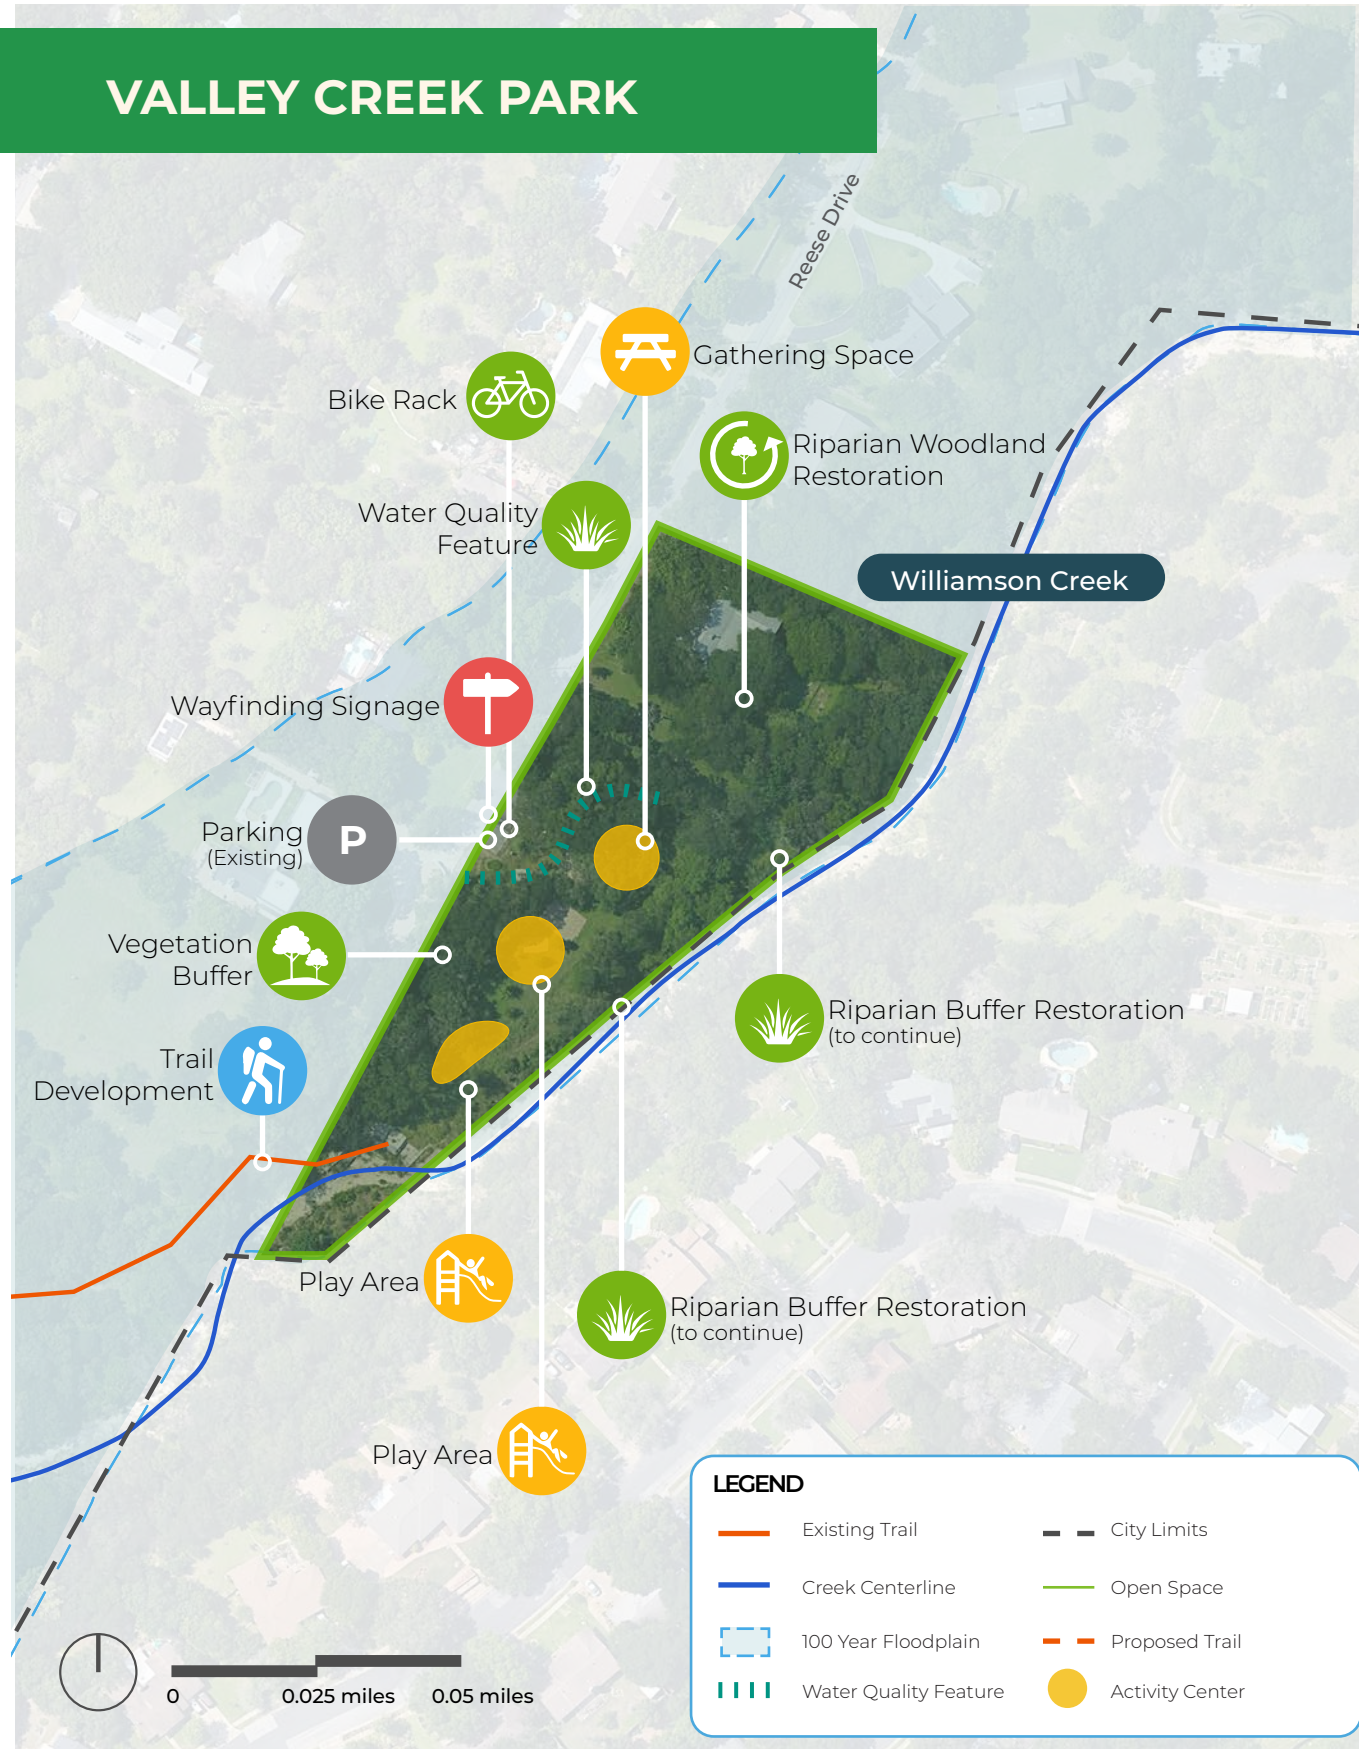 VALLEY CREEK PARK
Reese Drive
Gathering Space
Bike Rack
Riparian Woodland
Restoration
Water Quality
Feature
Williamson Creek
Wayfinding Signage
Parking
(Existing)
P
Vegetation
Buffer
Riparian Buffer Restoration
(to continue)
Trail
Development
Play Area
Riparian Buffer Restoration
(to continue)
Play Area
LEGEND
Existing Trail
City Limits
Creek Centerline
Open Space
100 Year Floodplain
Proposed Trail
Water Quality Feature
Activity Center
0
0.025 miles
0.05 miles